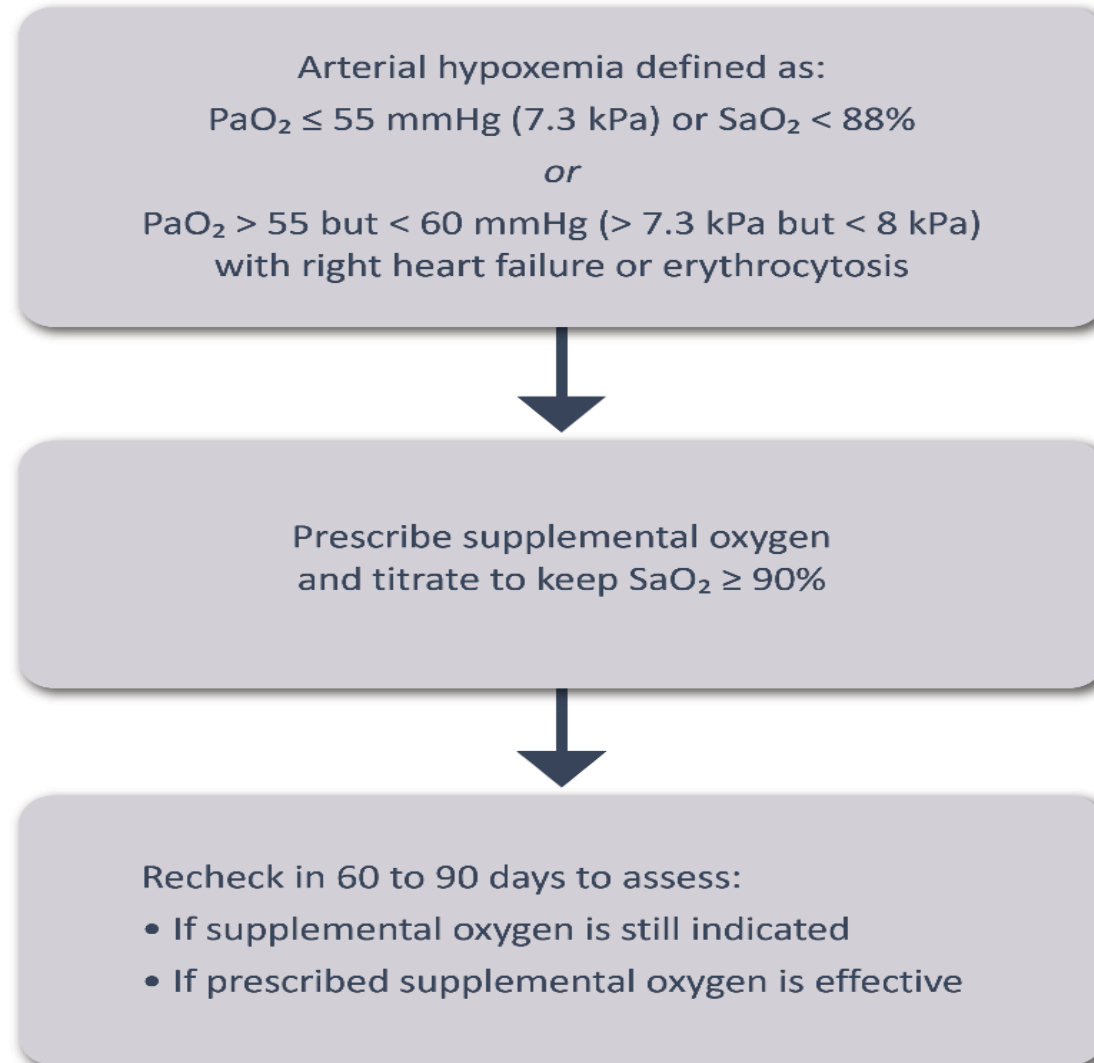 Arterial hypoxemia defined as:
PaO₂ ≤ 55 mmHg (7.3 kPa) or SaO₂ < 88%
or
PaO₂ > 55 but < 60 mmHg (> 7.3 kPa but < 8 kPa)
with right heart failure or erythrocytosis
Prescribe supplemental oxygen
and titrate to keep SaO₂ ≥ 90%
Recheck in 60 to 90 days to assess:
• If supplemental oxygen is still indicated
• If prescribed supplemental oxygen is effective